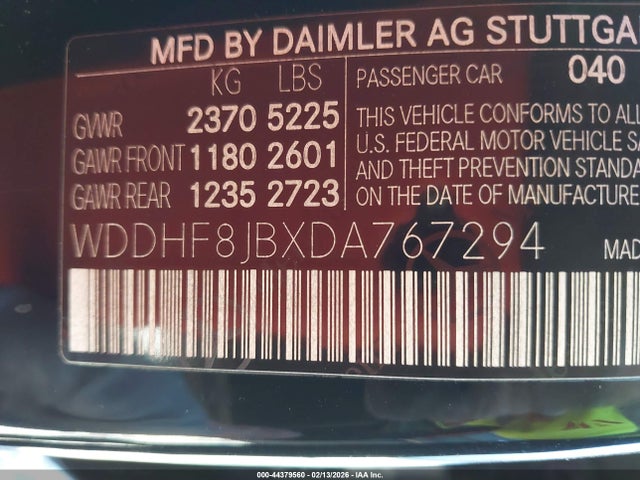 MFD BY DAIMLER AG STUTTGA
KG LBS
GVWR 2370 5225
GAWR FRONT 1180 2601
GAWR REAR 1235 2723
PASSENGER CAR 040
THIS VEHICLE CONFORMS TO ALL
U.S. FEDERAL MOTOR VEHICLE SA
AND THEFT PREVENTION STANDA
ON THE DATE OF MANUFACTURE
WDDHF8JBXDA767294 MAD
000-44379560 - 02/13/2026 - IAA Inc.